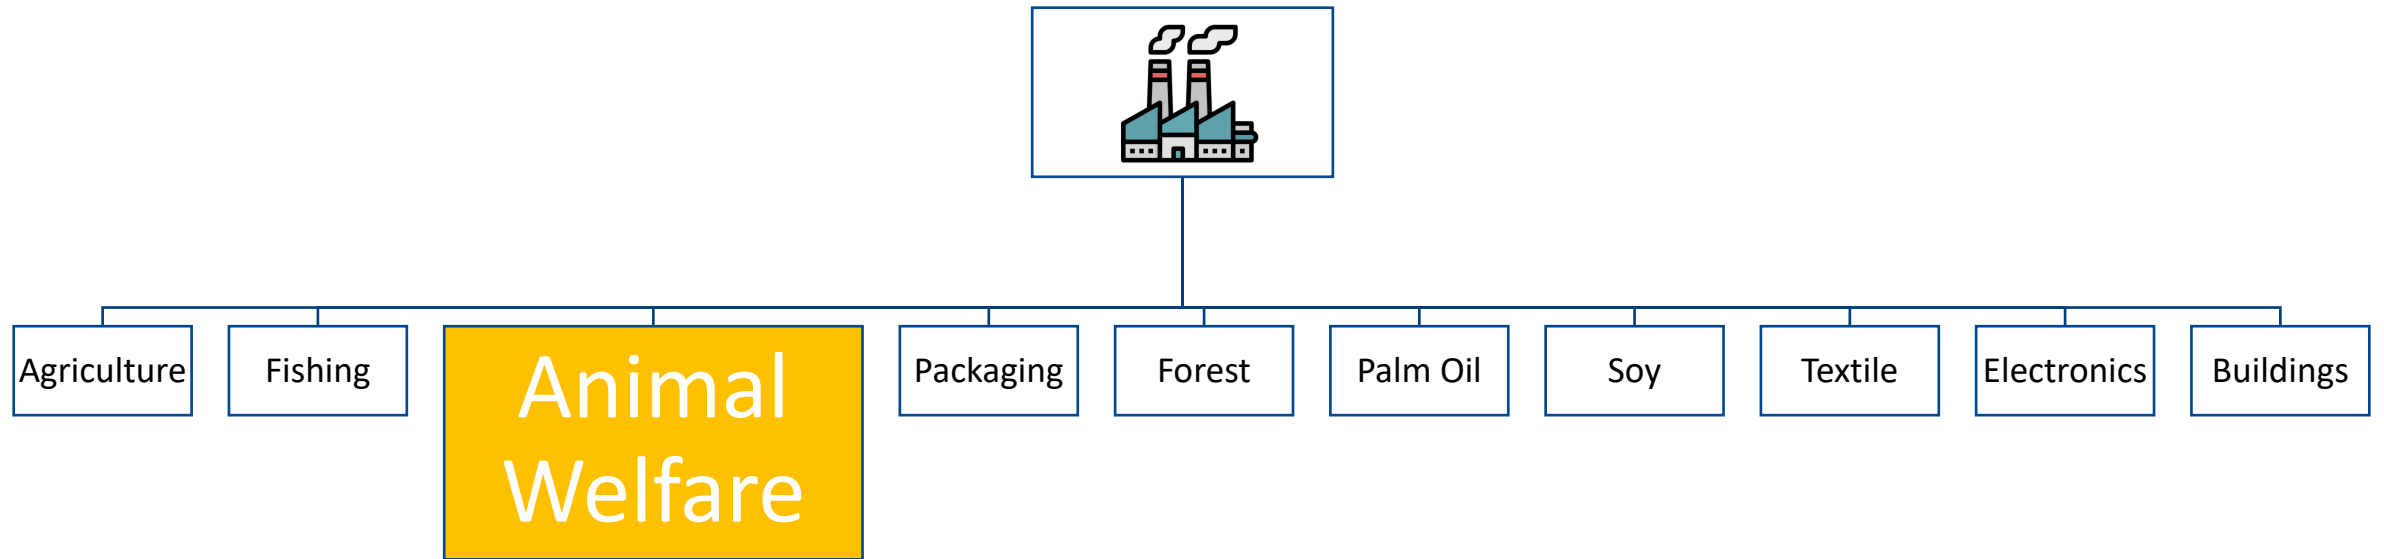 Agriculture
Fishing
Animal
Welfare
Packaging
Forest
Palm Oil
Soy
Textile
Electronics
Buildings